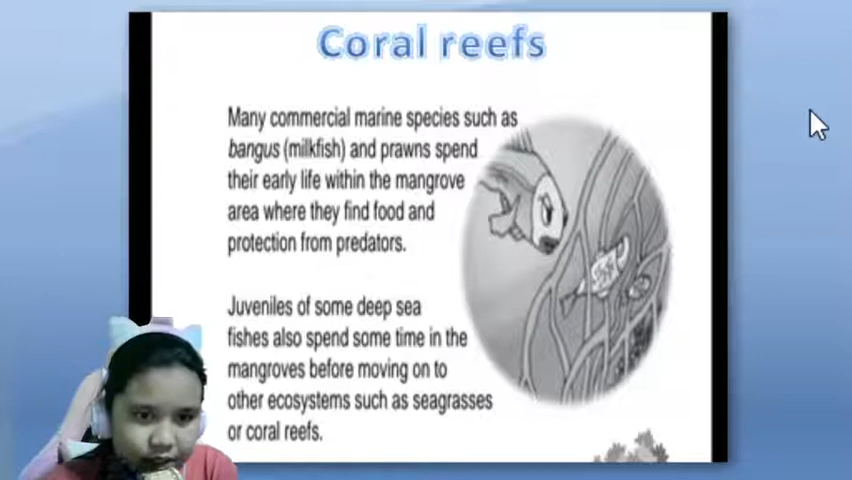 Coral reefs
Many commercial marine species such as
bangus (milkfish) and prawns spend
their early life within the mangrove
area where they find food and
protection from predators.
Juveniles of some deep sea
fishes also spend some time in the
mangroves before moving on to
other ecosystems such as seagrasses
or coral reefs.